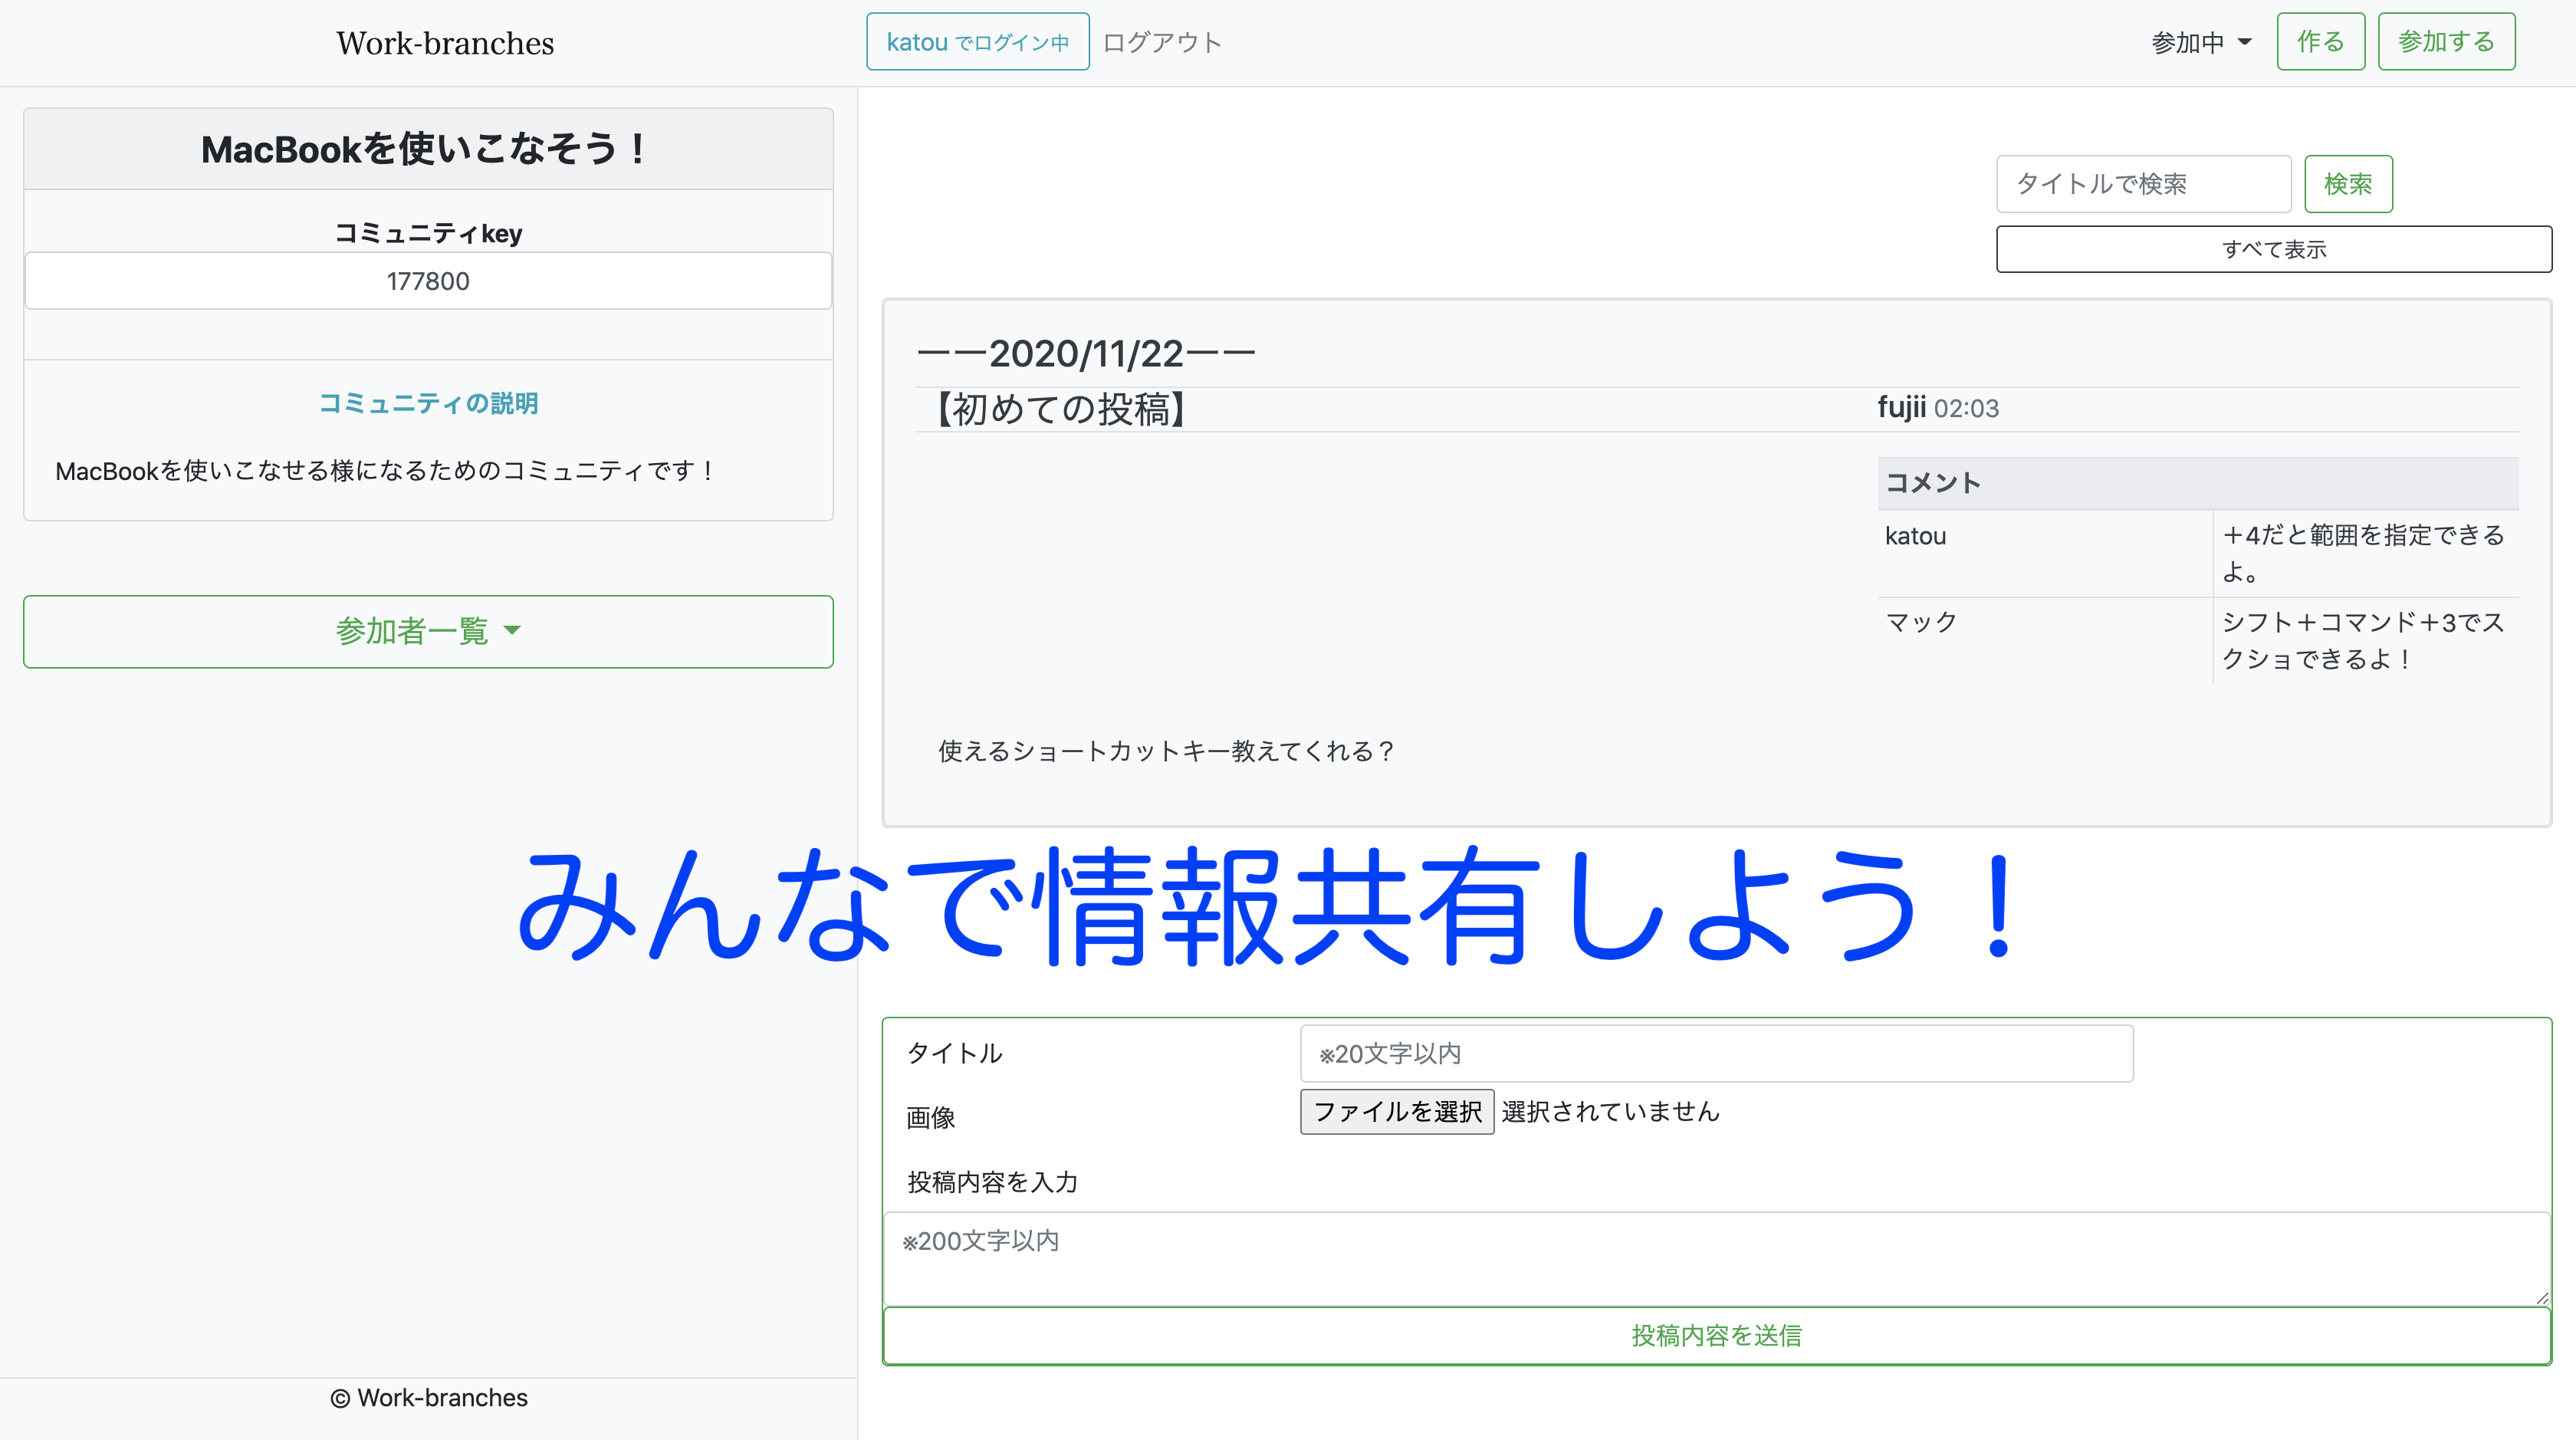 Work-branches
katou でログイン中
ログアウト
参加中
作る
参加する
MacBookを使いこなそう！
コミュニティkey
177800
コミュニティの説明
MacBookを使いこなせる様になるためのコミュニティです！
参加者一覧
© Work-branches
タイトルで検索
検索
すべて表示
ーー2020/11/22ーー
【初めての投稿】
fujii 02:03
コメント
katou
＋4だと範囲を指定できる
よ。
マック
シフト＋コマンド＋3でス
クショできるよ！
使えるショートカットキー教えてくれる？
みんなで情報共有しよう！
タイトル
※20文字以内
画像
ファイルを選択 選択されていません
投稿内容を入力
※200文字以内
投稿内容を送信